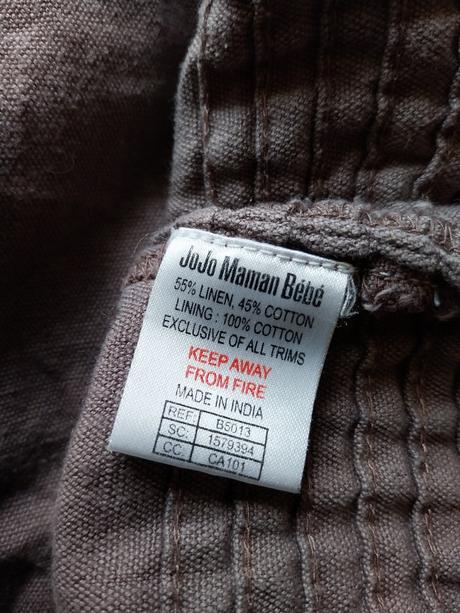 JoJo Maman Bébé
55% LINEN, 45% COTTON
LINING : 100% COTTON
EXCLUSIVE OF ALL TRIMS
KEEP AWAY
FROM FIRE
MADE IN INDIA
REF: B5013
SC: 1579394
CC: CA101